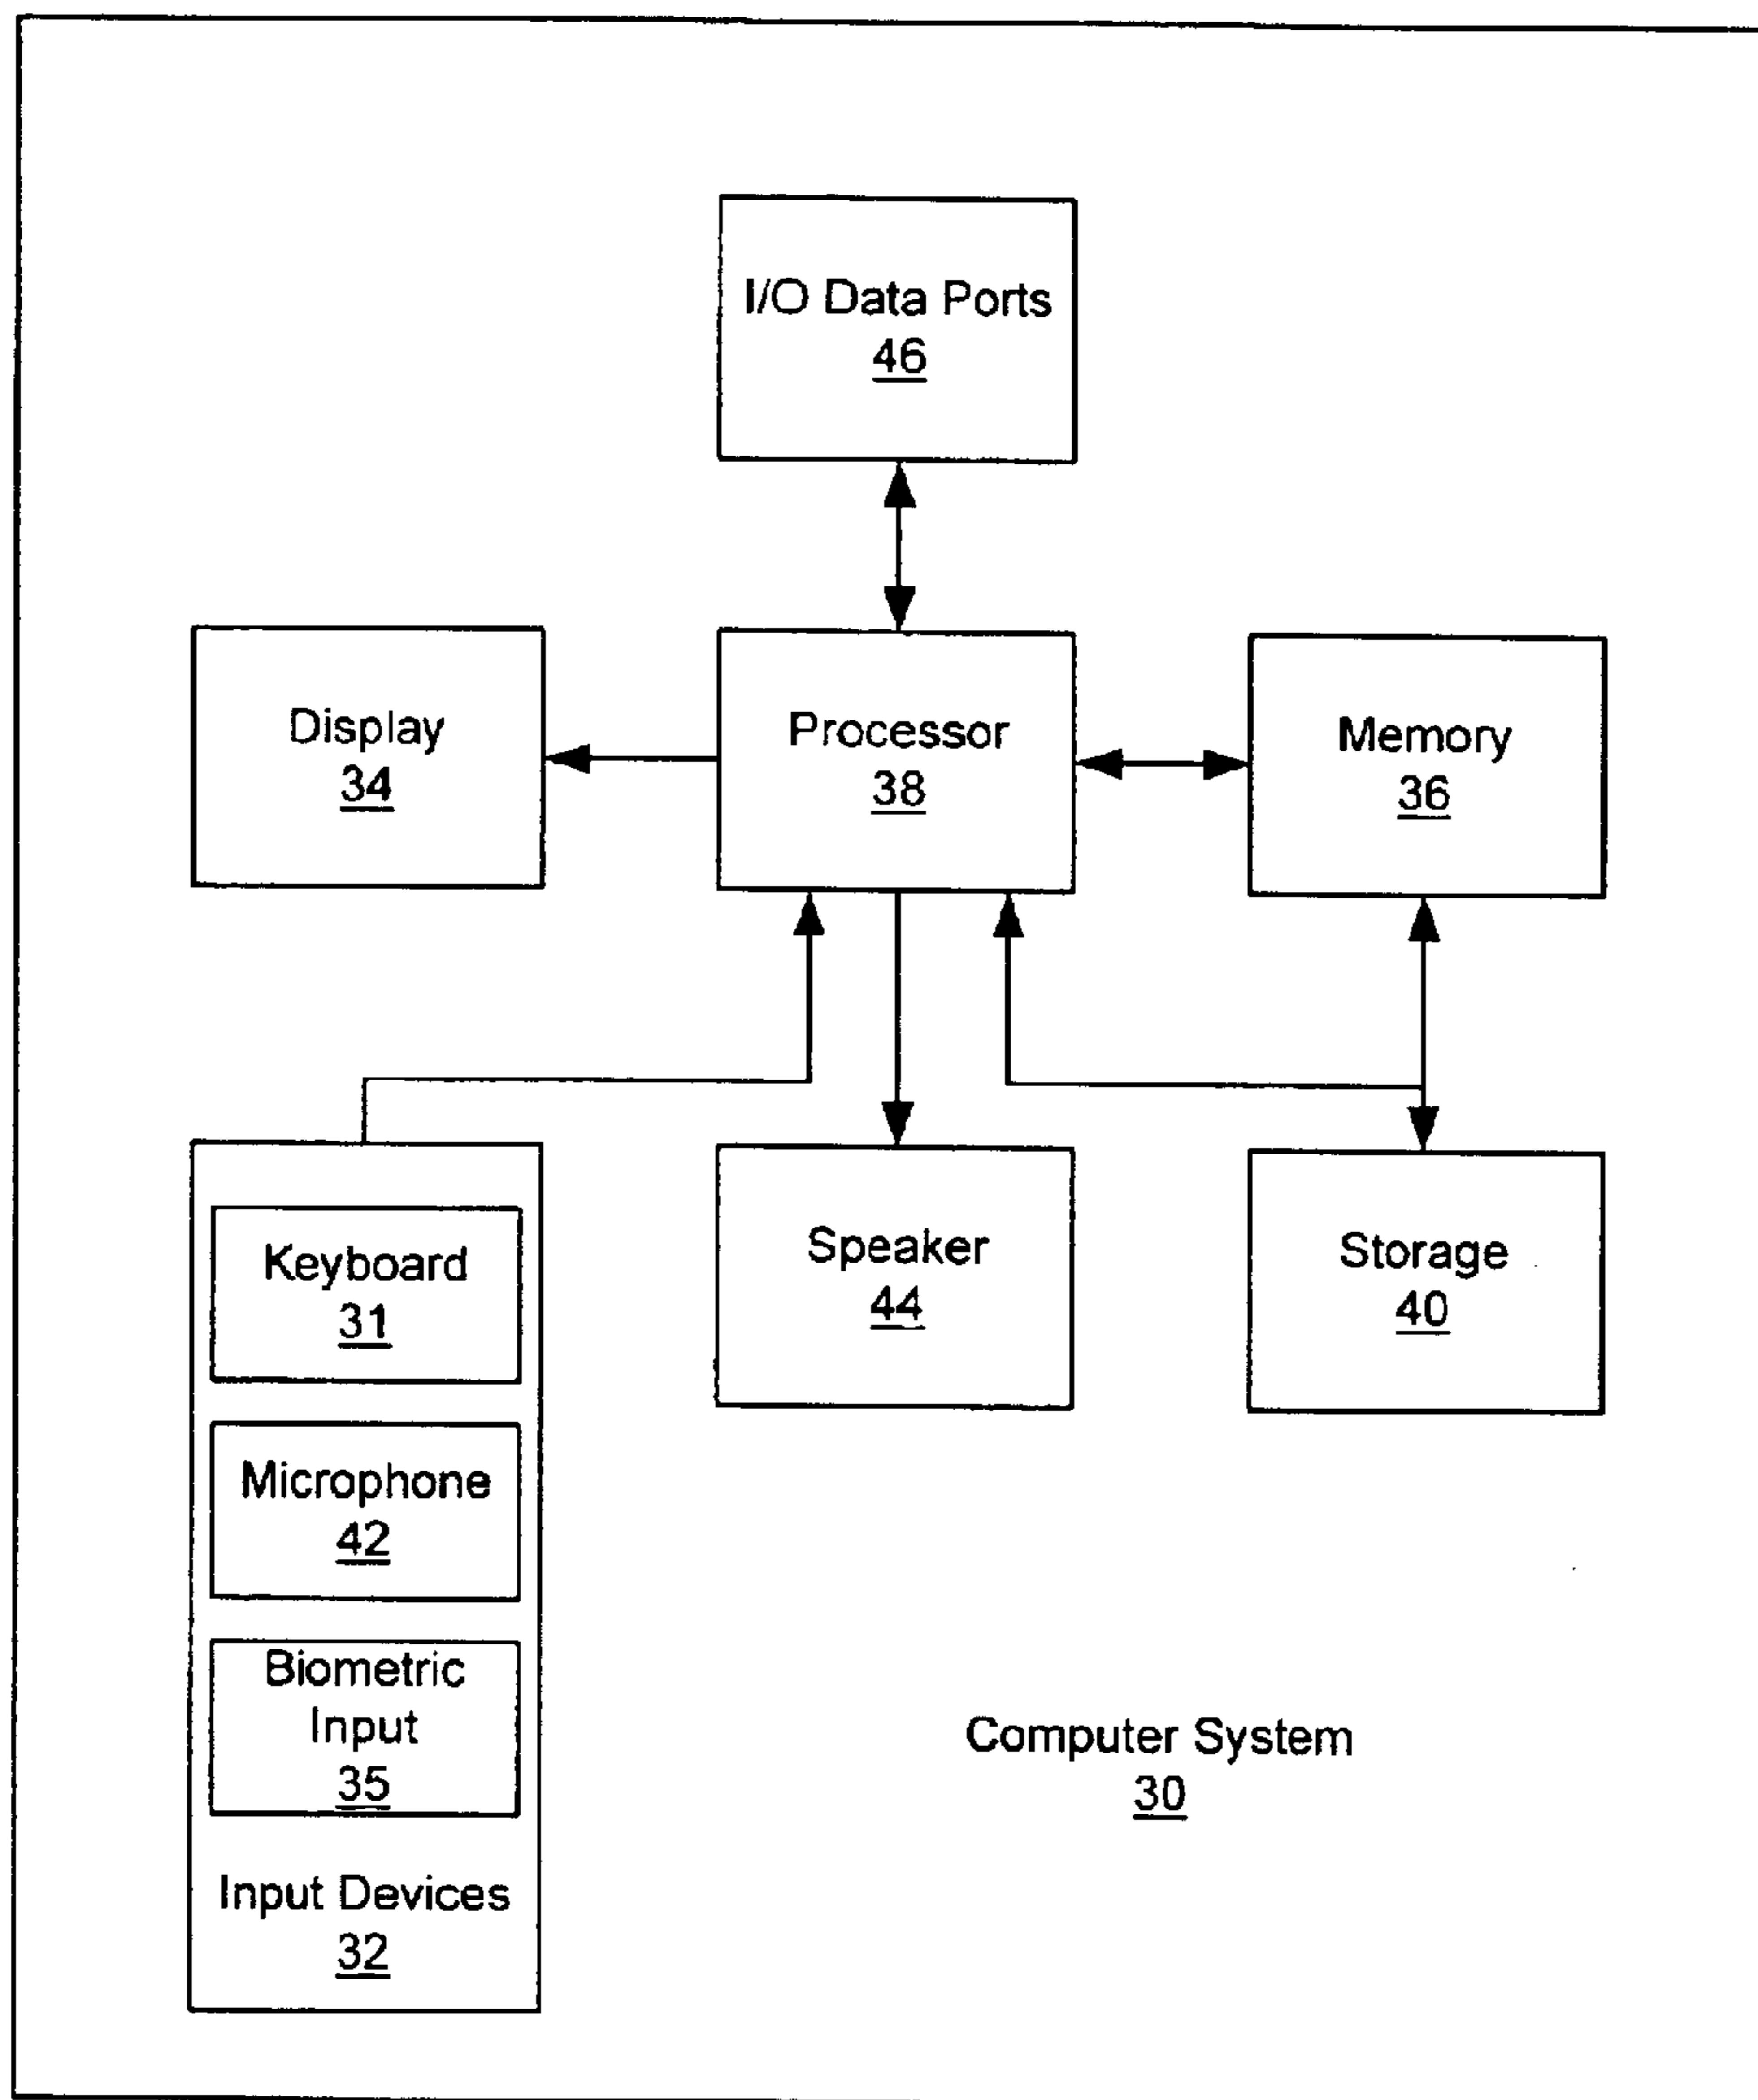 I/O Data Ports
46
Display
34
Processor
38
Memory
36
Keyboard
31
Speaker
44
Storage
40
Microphone
42
Biometric
Input
35
Computer System
30
Input Devices
32